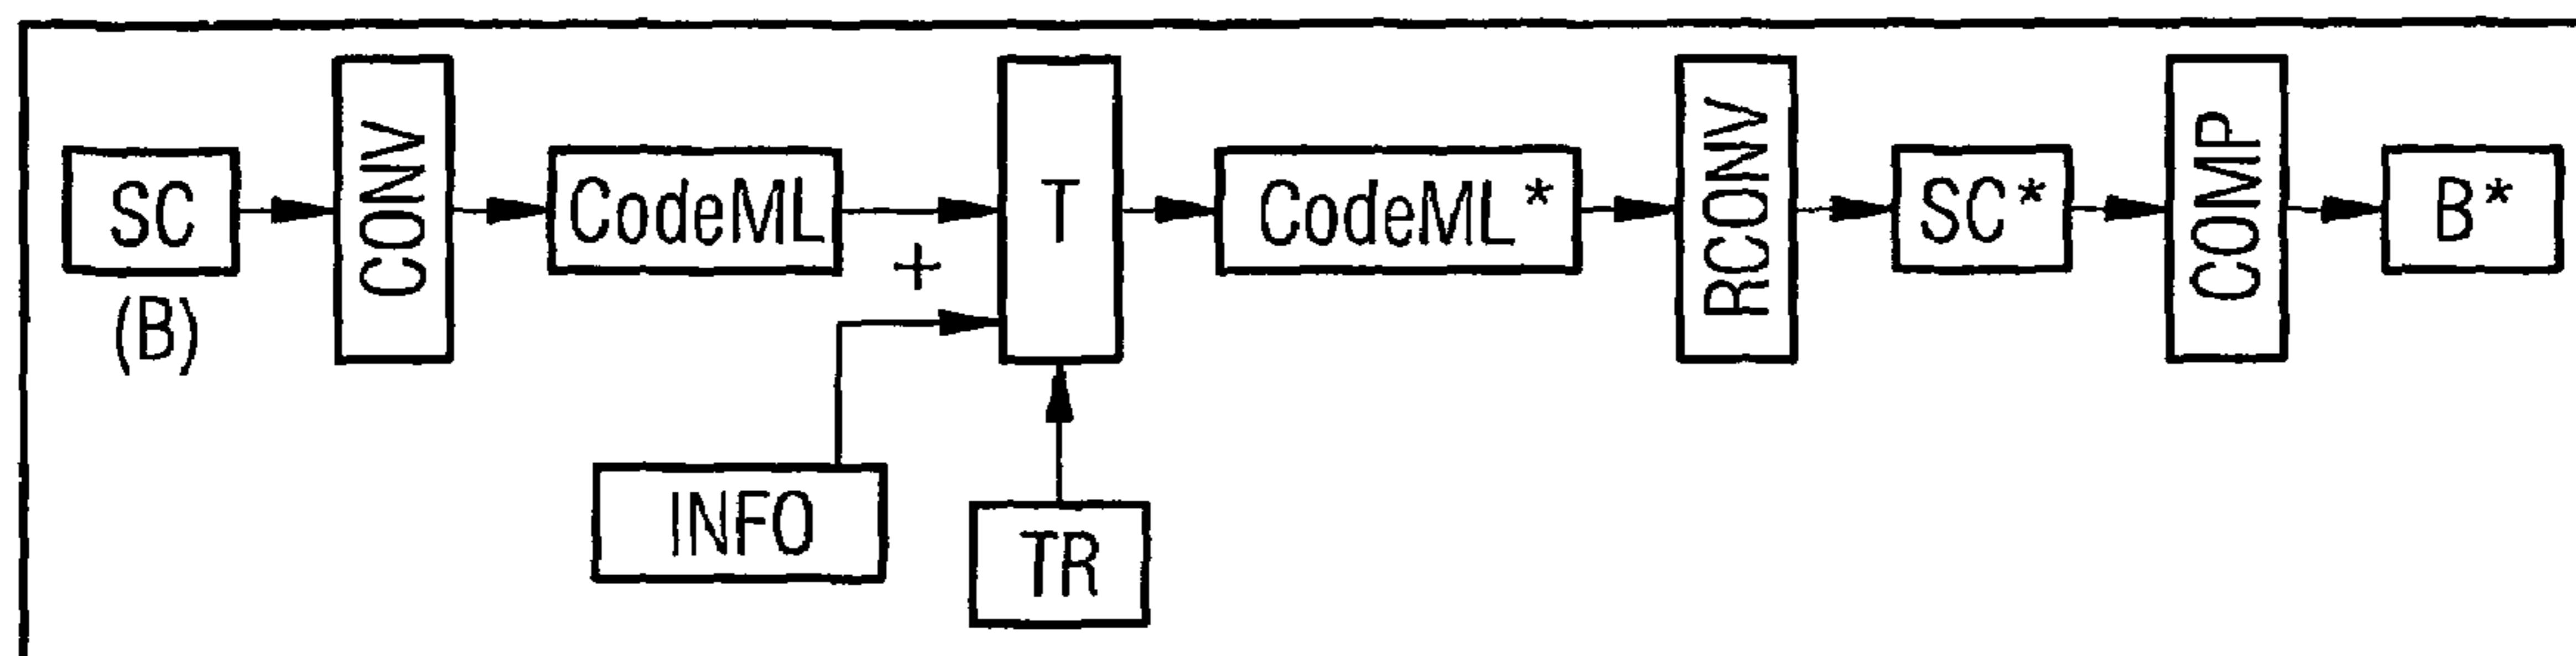 SC
(B)
CONV
CodeML
+
INFO
T
TR
CodeML*
RCONV
SC*
COMP
B*